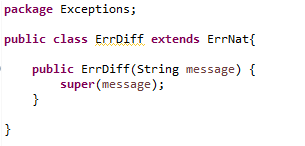 package Exceptions;
public class ErrDiff extends ErrNat{
public ErrDiff(String message) {
super(message);
}
}